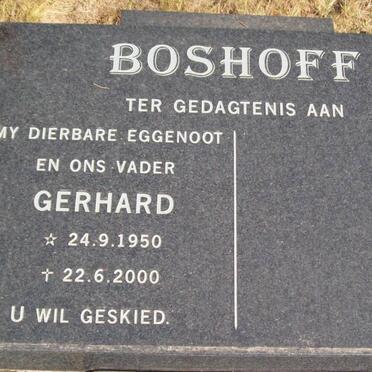 BOSHOFF
TER GEDAGTENIS AAN
MY DIERBARE EGGENOOT
EN ONS VADER
GERHARD
☆ 24.9.1950
† 22.6.2000
U WIL GESKIED.